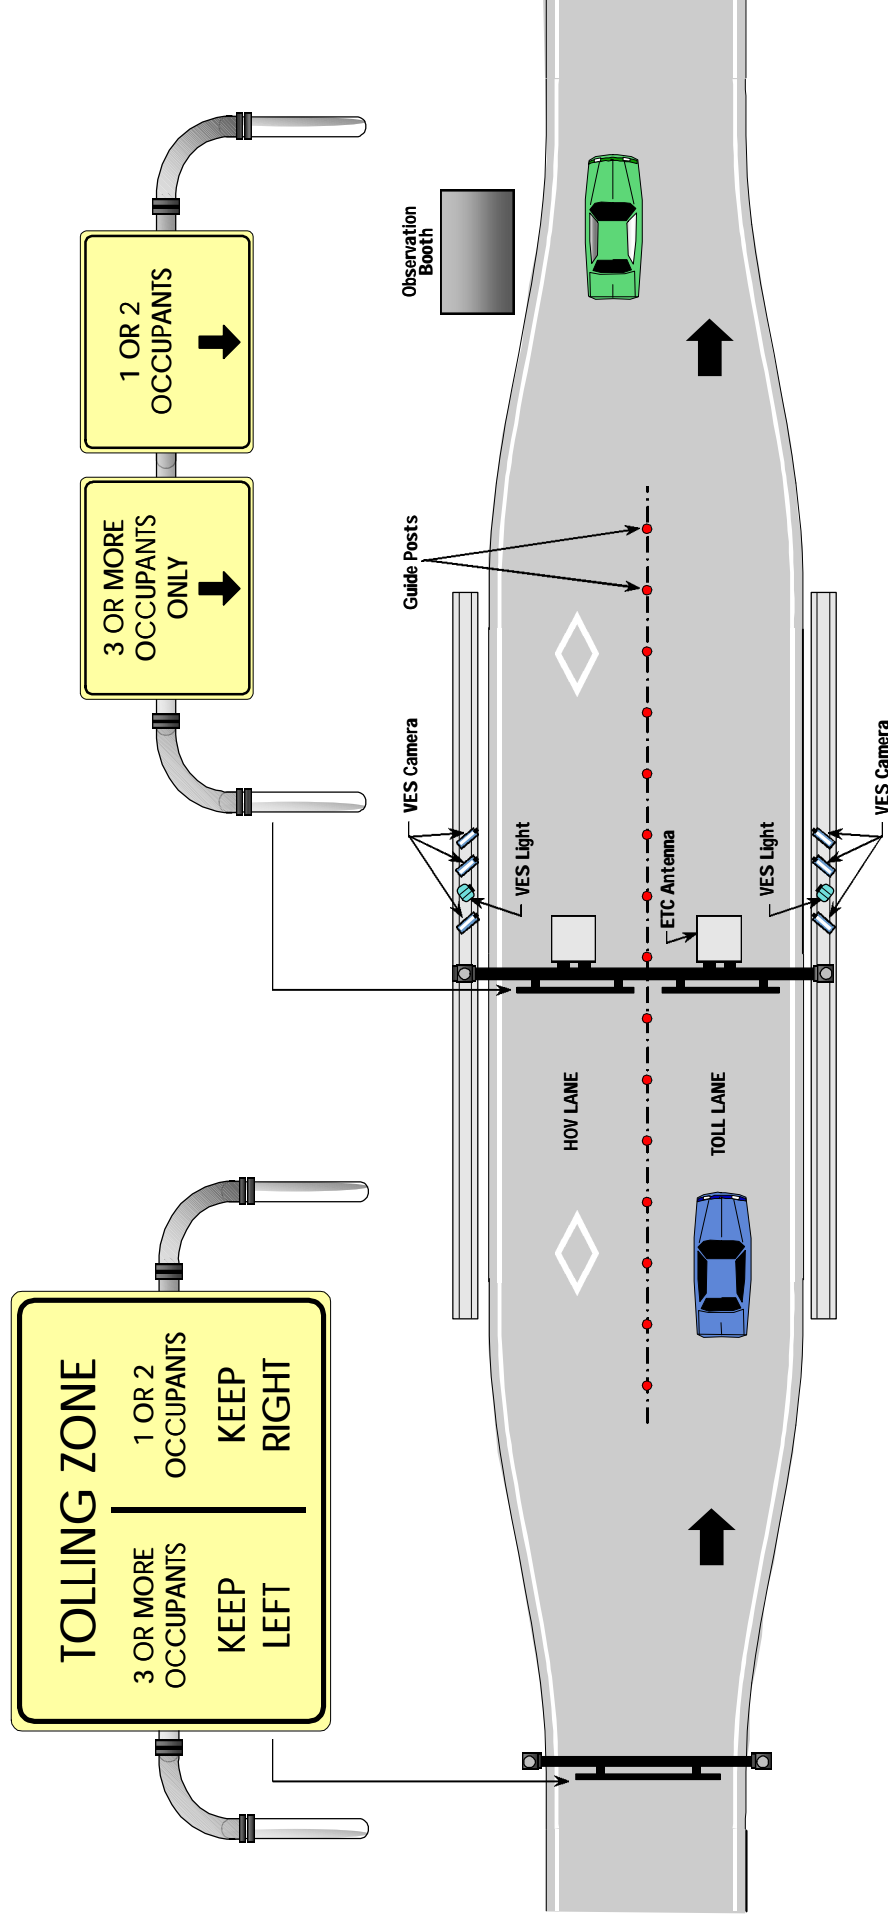 TOLLING ZONE
3 OR MORE
OCCUPANTS
KEEP
LEFT
1 OR 2
OCCUPANTS
KEEP
RIGHT
3 OR MORE
OCCUPANTS
ONLY
1 OR 2
OCCUPANTS
Observation
Booth
Guide Posts
VES Camera
VES Light
ETC Antenna
VES Light
VES Camera
HOV LANE
TOLL LANE